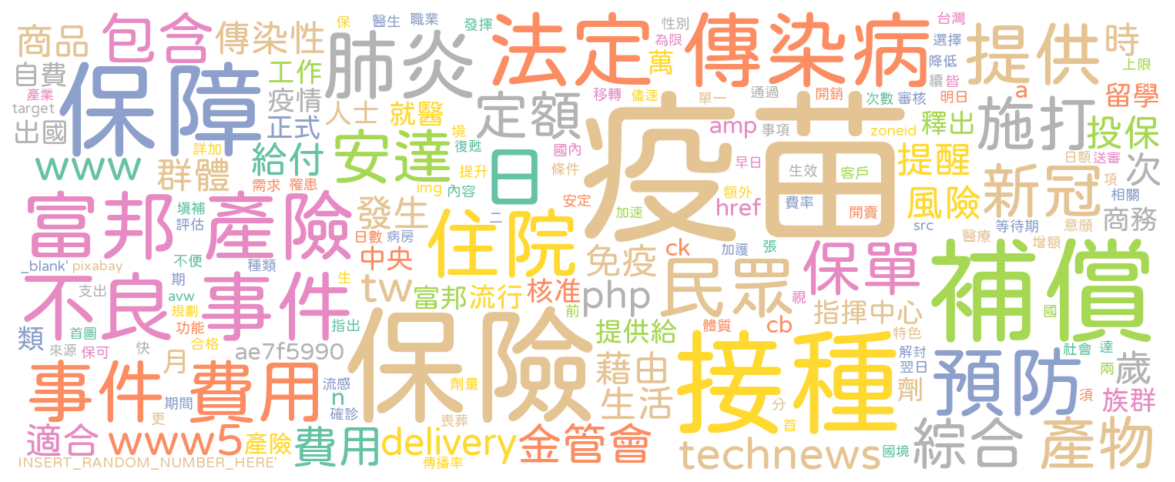 商品
包含
傳染性
肺炎
法定
傳染病
提供
時
保
醫生
職業
發揮
性別
為限
台灣
選擇
降低
上限
自費
產業
target
出國
保障
工作
疫情
正式
人士
就醫
定額
移轉
儘速
萬
單一
通過
開銷
次數
審核
續
皆
明日
a
留學
施打
投保
www
詳加
群體
給付
需求
罹患
安達
境
復甦
提升
img
內容
日
國內
條件
安定
疫苗
amp
事項
早日
href
額外
加速
生效
客戶
費率
開賣
zoneid
釋出
提醒
風險
src
日額
送審
項
相關
次
新冠
等待期
意願
商務
富邦
產險
填補
評估
發生
日數
病房
二
住院
免疫
ck
加護
張
保單
醫療
增額
補償
_blank'
pixabay
不便
種類
中央
期
生
不良
事件
支出
avw
規劃
功能
指出
tw
富邦
流行
核准
前
php
民眾
視
指揮中心
特色
國
類
首圖
來源
保可
快
合格
月
ae7f5990
保險
提供給
體質
cb
接種
解封
翌日
社會
達
兩
歲
預防
事件
費用
流感
n
確診
期間
更
劑量
喪葬
藉由
生活
分
首
劑
須
族群
適合
www5
產險
費用
delivery
傳播率
金管會
technews
國境
綜合
產物
INSERT_RANDOM_NUMBER_HERE'